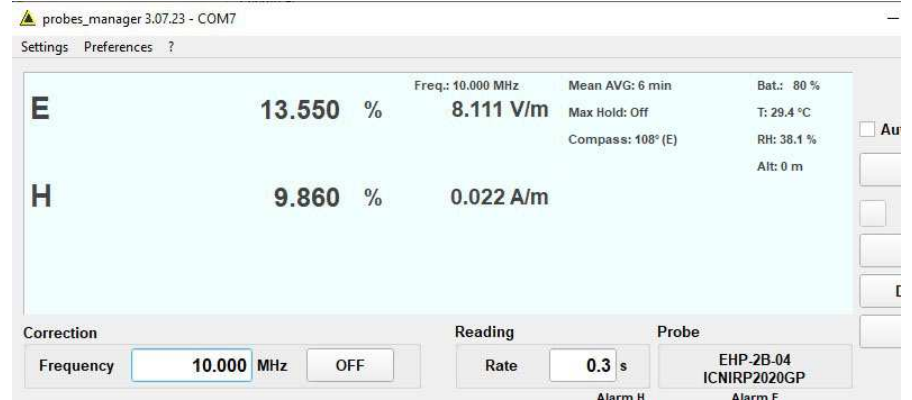 probes_manager 3.07.23 - COM7
Settings Preferences ?
Freq.: 10.000 MHz Mean AVG: 6 min Bat.: 80 %
E 13.550 % 8.111 V/m Max Hold: Off T: 29.4 °C
Compass: 108° (E) RH: 38.1 %
Alt: 0 m
H 9.860 % 0.022 A/m
Correction Reading Probe
Frequency 10.000 MHz OFF Rate 0.3 s EHP-2B-04
ICNIRP2020GP
Alarm H Alarm E